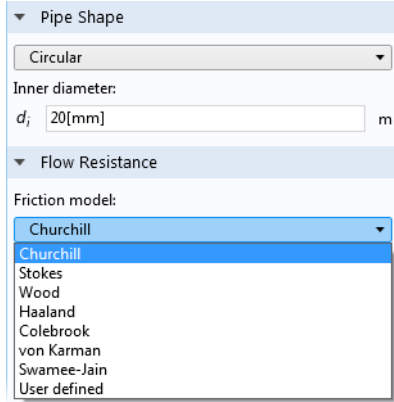 Pipe Shape
Circular
Inner diameter:
di 20[mm] m
Flow Resistance
Friction model:
Churchill
Churchill
Stokes
Wood
Haaland
Colebrook
von Karman
Swamee-Jain
User defined